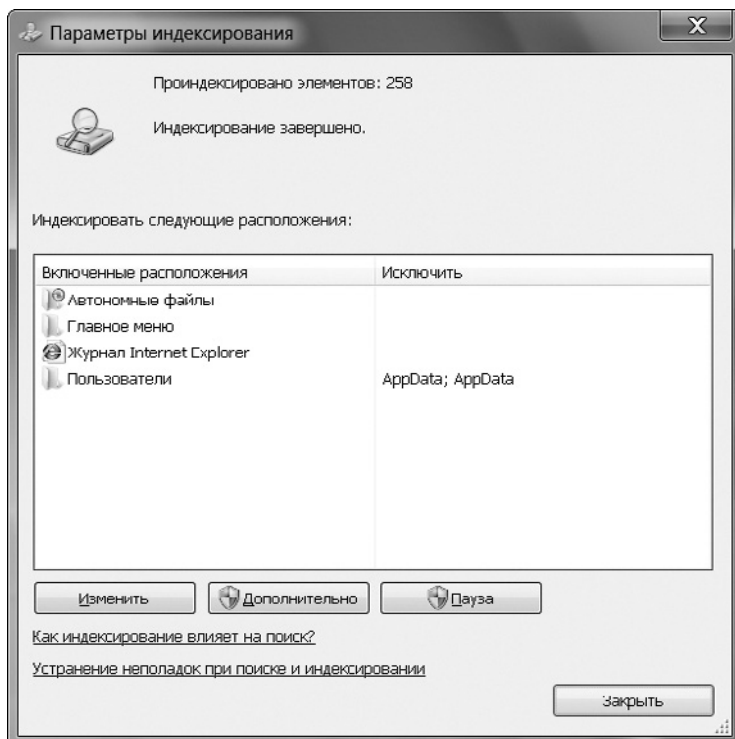 Параметры индексирования
Проиндексировано элементов: 258
Индексирование завершено.
Индексировать следующие расположения:
Включенные расположения Исключить
Автономные файлы
Главное меню
Журнал Internet Explorer
Пользователи AppData; AppData
Изменить Дополнительно Пауза
Как индексирование влияет на поиск?
Устранение неполадок при поиске и индексировании
Закрыть